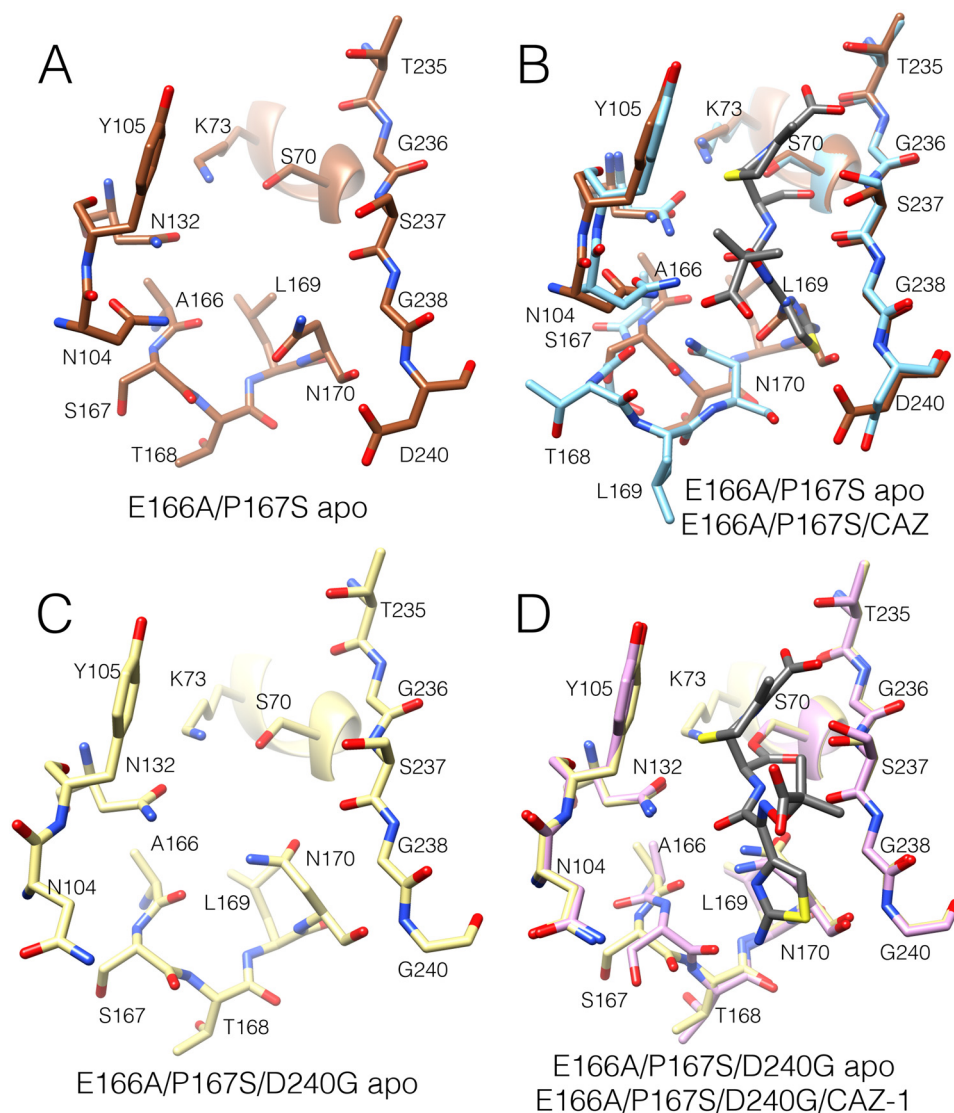 A
T235
Y105
K73
G236
S70
S237
N132
A166
L169
G238
N104
N170
S167
T168
D240
E166A/P167S apo
B
T235
Y105
K73
S70
G236
S237
A166
L169
G238
N104
S167
N170
D240
T168
L169
E166A/P167S apo
E166A/P167S/CAZ
C
T235
Y105
K73
S70
G236
N132
S237
A166
N170
G238
N104
L169
G240
S167
T168
E166A/P167S/D240G apo
D
T235
Y105
K73
S70
G236
N132
S237
A166
N170
G238
N104
L169
N170
G240
S167
T168
E166A/P167S/D240G apo
E166A/P167S/D240G/CAZ-1